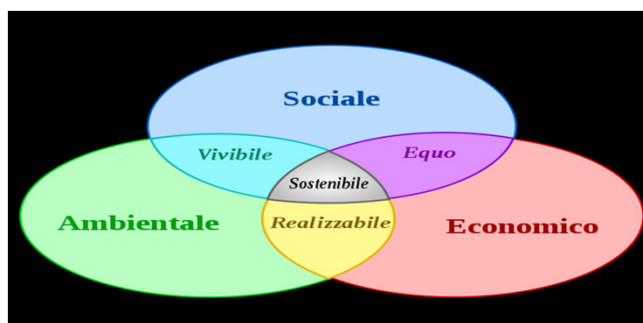 Sociale
Vivibile
Equo
Sostenibile
Ambientale
Realizzabile
Economico